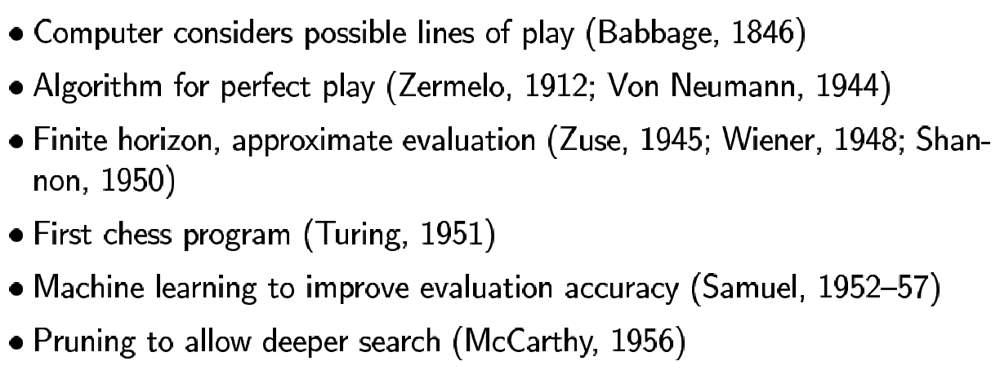 • Computer considers possible lines of play (Babbage, 1846)
• Algorithm for perfect play (Zermelo, 1912; Von Neumann, 1944)
• Finite horizon, approximate evaluation (Zuse, 1945; Wiener, 1948; Shan-
non, 1950)
• First chess program (Turing, 1951)
• Machine learning to improve evaluation accuracy (Samuel, 1952–57)
• Pruning to allow deeper search (McCarthy, 1956)